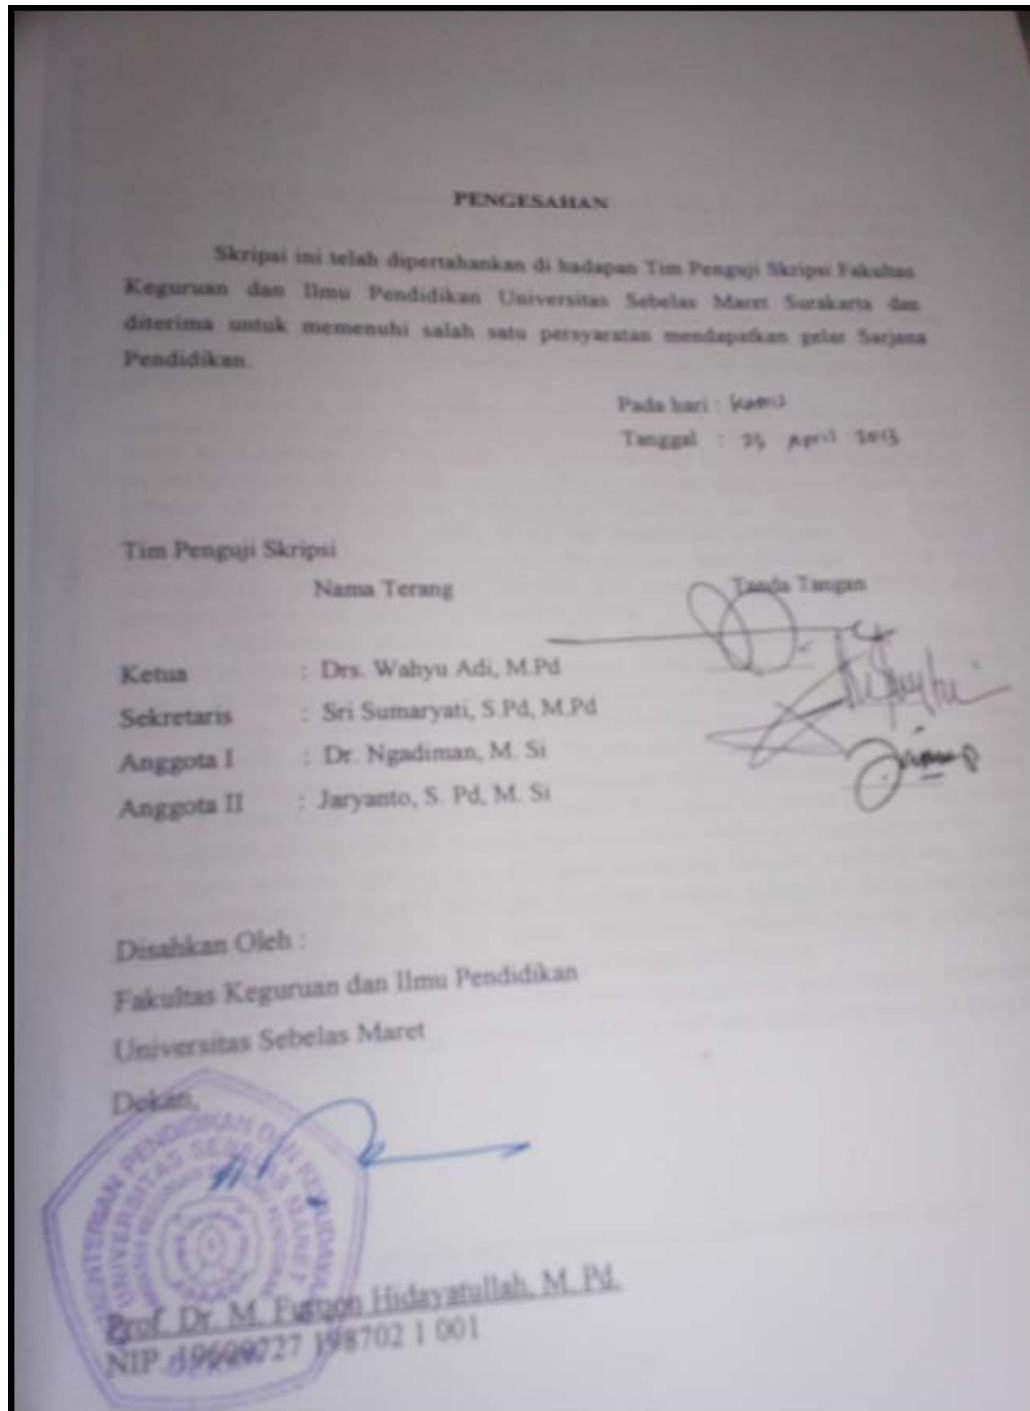 PENGESAHAN
Skripsi ini telah dipertahankan di hadapan Tim Penguji Skripsi Fakultas
Keguruan dan Ilmu Pendidikan Universitas Sebelas Maret Surakarta dan
diterima untuk memenuhi salah satu persyaratan mendapatkan gelar Sarjana
Pendidikan.
Pada hari : Kamis
Tanggal : 25 April 2013
Tim Penguji Skripsi
Nama Terang Tanda Tangan
Ketua : Drs. Wahyu Adi, M.Pd
Sekretaris : Sri Sumaryati, S.Pd, M.Pd
Anggota I : Dr. Ngadiman, M. Si
Anggota II : Jaryanto, S. Pd, M. Si
Disahkan Oleh :
Fakultas Keguruan dan Ilmu Pendidikan
Universitas Sebelas Maret
Dekan,
UNIVERSITAS SEBELAS MARET
Prof. Dr. M. Furqon Hidayatullah, M. Pd.
NIP. 19600727 198702 1 001